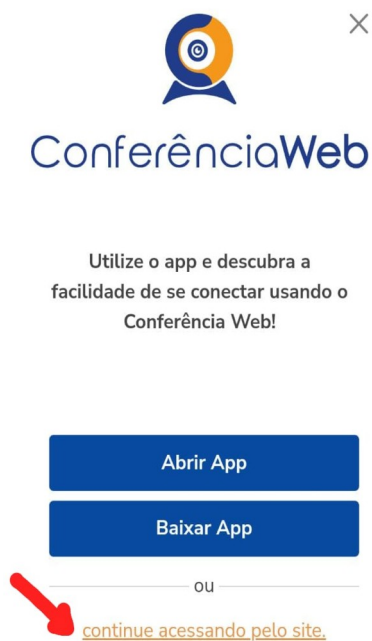 ConferênciaWeb
Utilize o app e descubra a
facilidade de se conectar usando o
Conferência Web!
Abrir App
Baixar App
ou
continue acessando pelo site.